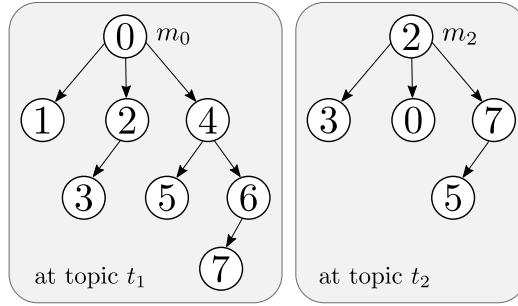 0 m₀
1 2 4
3 5 6
7
at topic t₁
2 m₂
3 0 7
5
at topic t₂